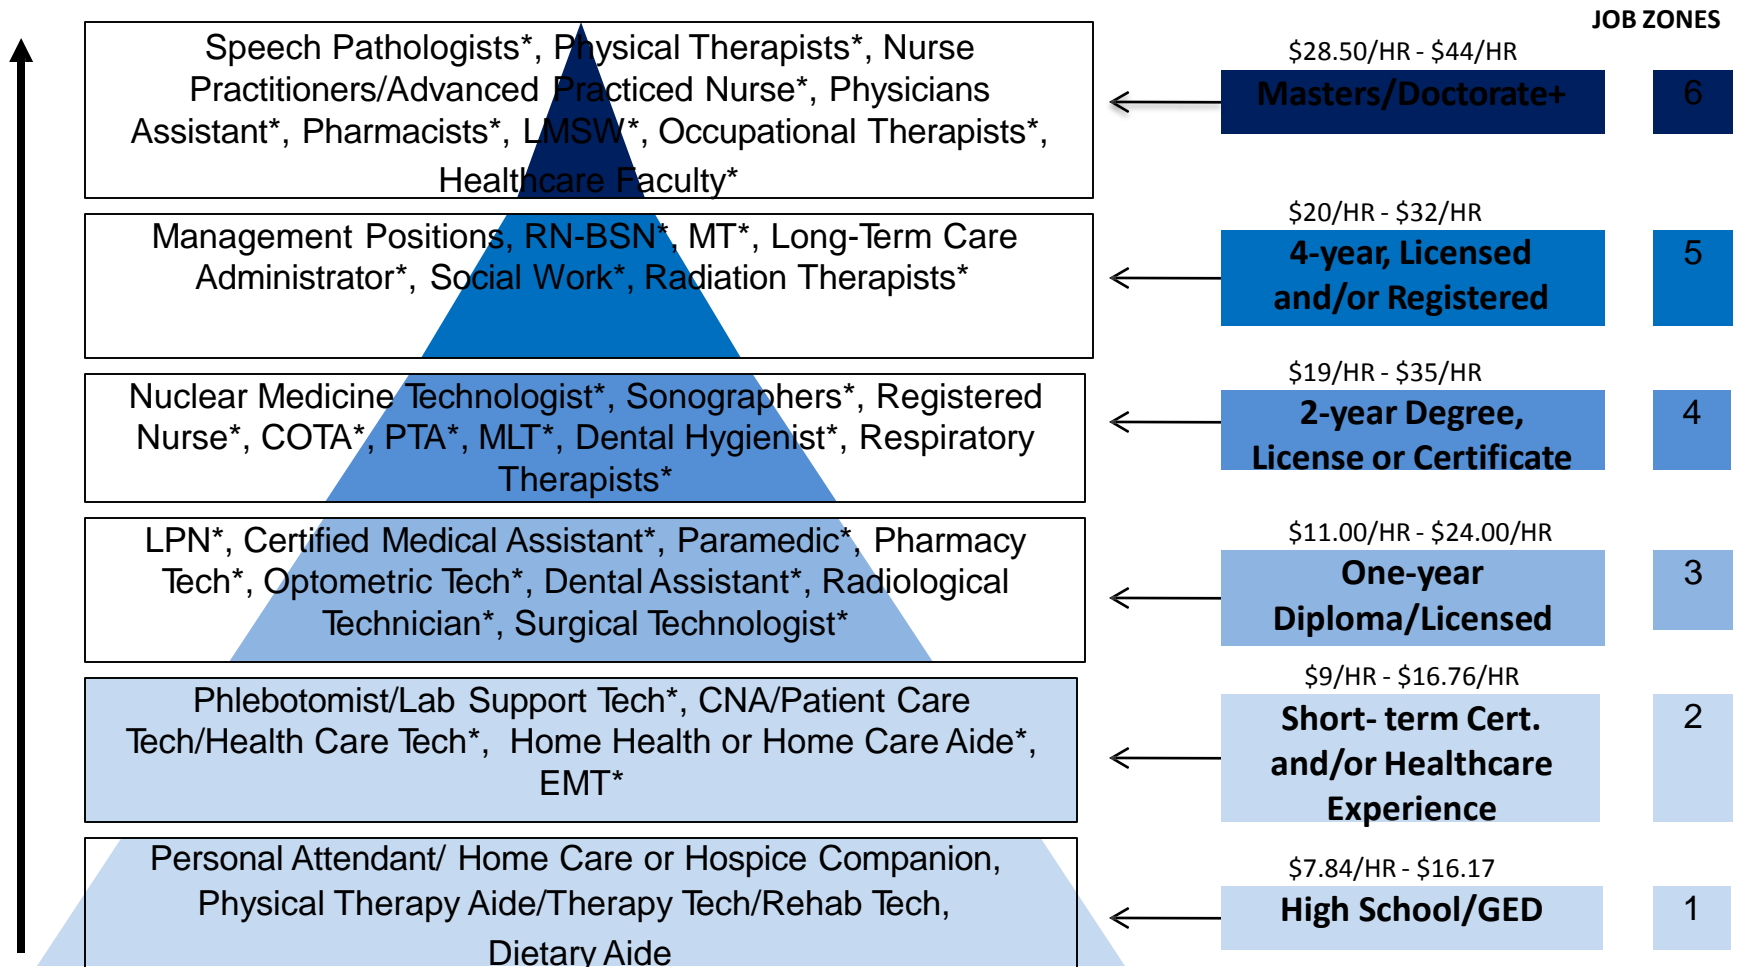 JOB ZONES
Speech Pathologists*, Physical Therapists*, Nurse
Practitioners/Advanced Practiced Nurse*, Physicians
Assistant*, Pharmacists*, LMSW*, Occupational Therapists*,
Healthcare Faculty*
$28.50/HR - $44/HR
Masters/Doctorate+
6
Management Positions, RN-BSN*, MT*, Long-Term Care
Administrator*, Social Work*, Radiation Therapists*
$20/HR - $32/HR
4-year, Licensed
and/or Registered
5
Nuclear Medicine Technologist*, Sonographers*, Registered
Nurse*, COTA*, PTA*, MLT*, Dental Hygienist*, Respiratory
Therapists*
$19/HR - $35/HR
2-year Degree,
License or Certificate
4
LPN*, Certified Medical Assistant*, Paramedic*, Pharmacy
Tech*, Optometric Tech*, Dental Assistant*, Radiological
Technician*, Surgical Technologist*
$11.00/HR - $24.00/HR
One-year
Diploma/Licensed
3
Phlebotomist/Lab Support Tech*, CNA/Patient Care
Tech/Health Care Tech*, Home Health or Home Care Aide*,
EMT*
$9/HR - $16.76/HR
Short- term Cert.
and/or Healthcare
Experience
2
Personal Attendant/ Home Care or Hospice Companion,
Physical Therapy Aide/Therapy Tech/Rehab Tech,
Dietary Aide
$7.84/HR - $16.17
High School/GED
1